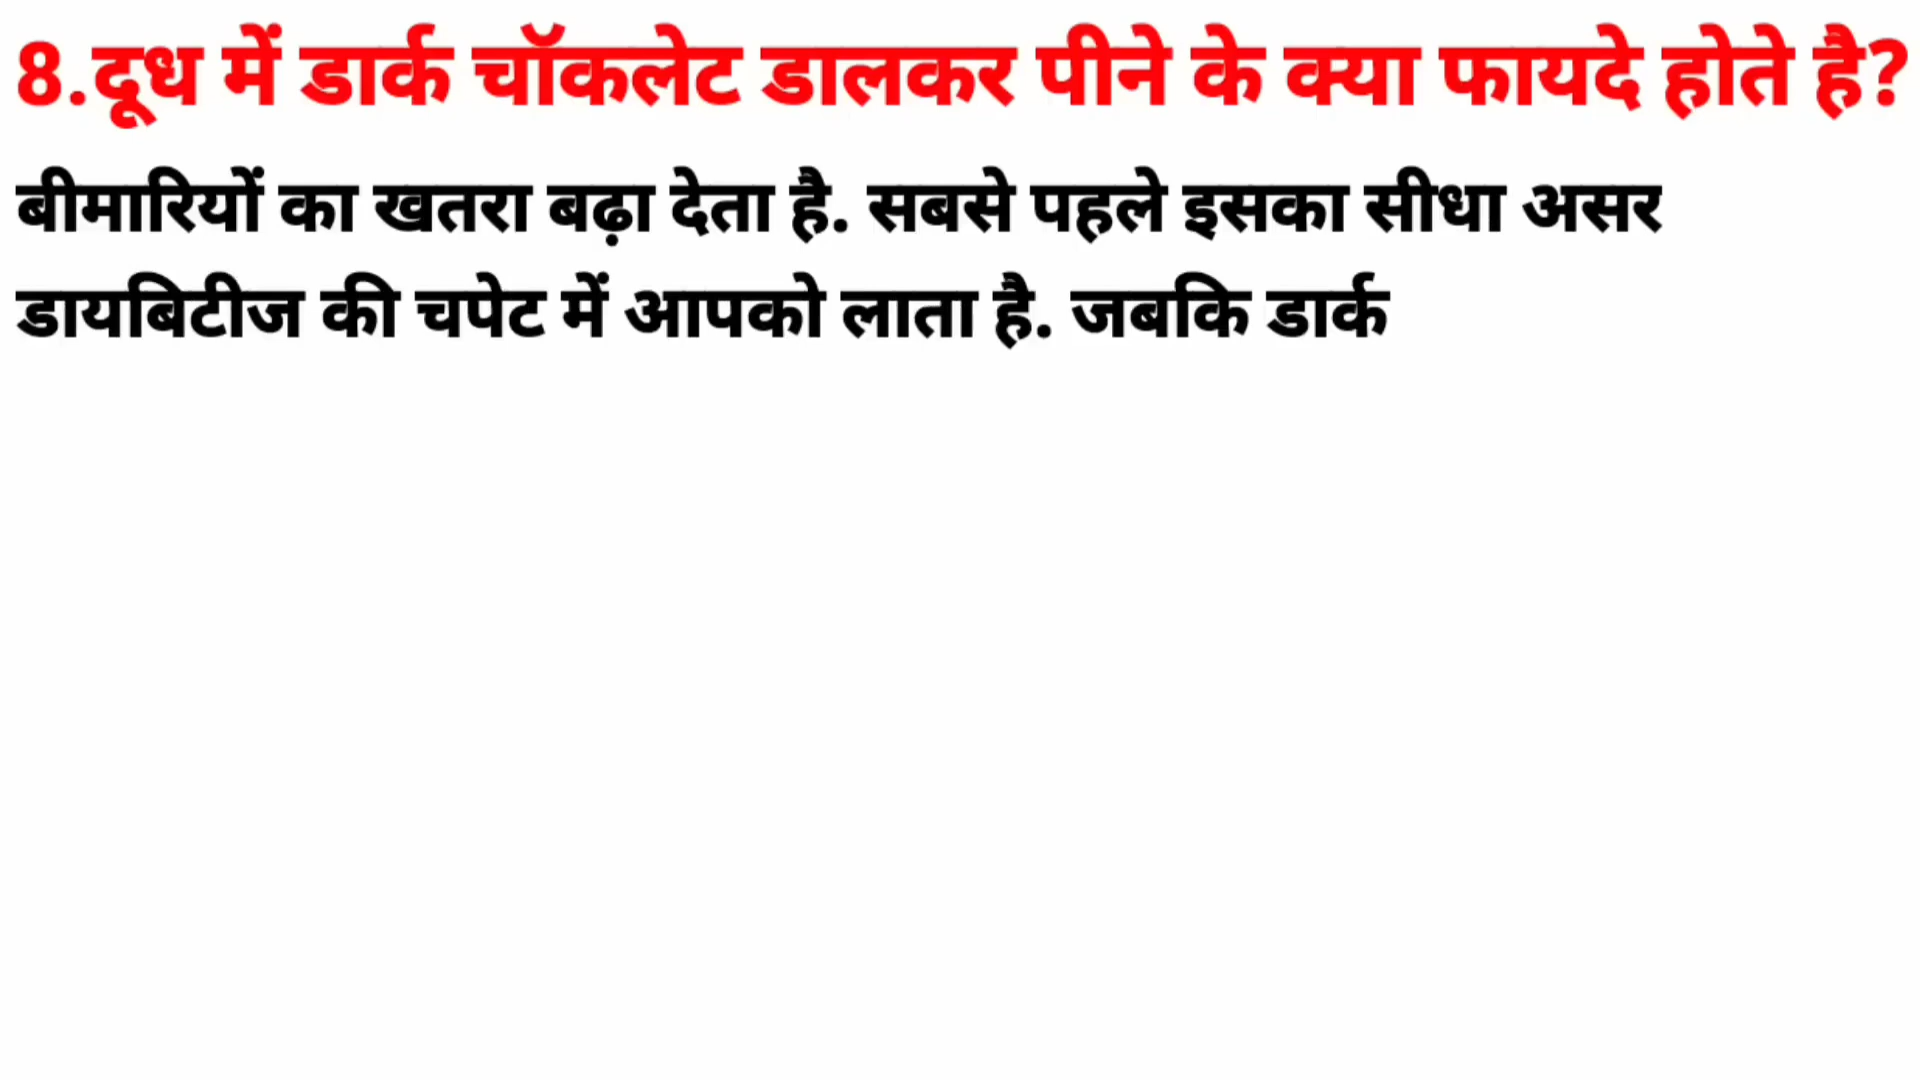 8.दूध में डार्क चॉकलेट डालकर पीने के क्या फायदे होते है?
बीमारियों का खतरा बढ़ा देता है. सबसे पहले इसका सीधा असर
डायबिटीज की चपेट में आपको लाता है. जबकि डार्क